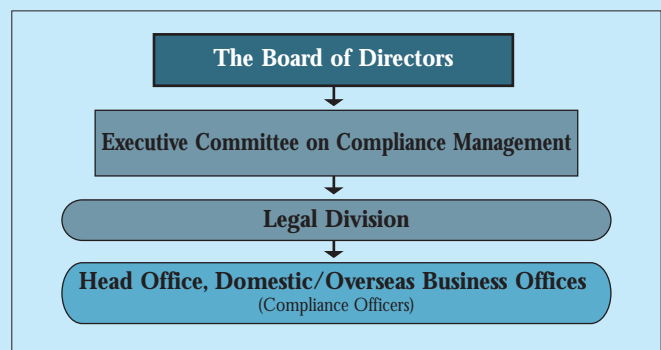 The Board of Directors
Executive Committee on Compliance Management
Legal Division
Head Office, Domestic/Overseas Business Offices
(Compliance Officers)